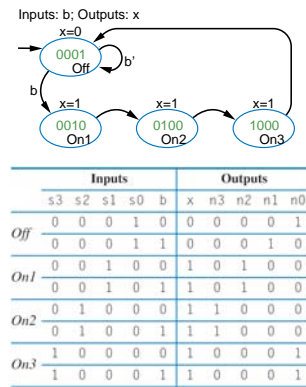 Inputs: b; Outputs: x
x=0
0001
Off
b'
b
x=1
x=1
x=1
0010
0100
1000
On1
On2
On3
Inputs Outputs
s3 s2 s1 s0 b x n3 n2 n1 n0
Off
0 0 0 1 0 0 0 0 0 1
0 0 0 1 1 0 0 0 1 0
On1
0 0 1 0 0 1 0 1 0 0
0 0 1 0 1 1 0 1 0 0
On2
0 1 0 0 0 1 1 0 0 0
0 1 0 0 1 1 1 0 0 0
On3
1 0 0 0 0 1 0 0 0 1
1 0 0 0 1 1 0 0 0 1